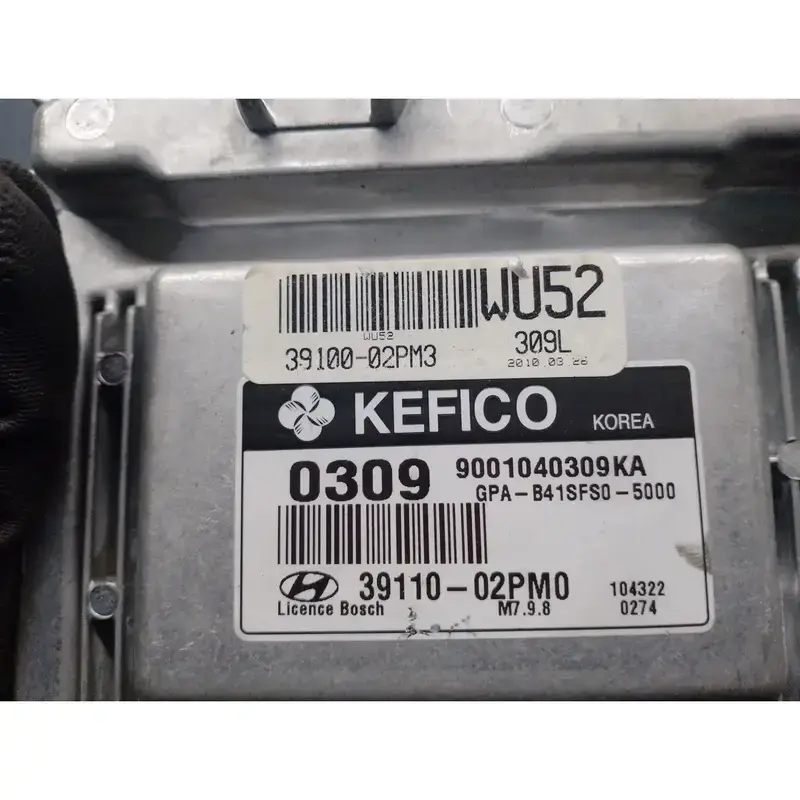 WU52
WU52
39100-02PM3
309L
2010.03.26
KEFICO
KOREA
0309
9001040309KA
GPA-B41SFS0-5000
39110-02PM0
104322
Licence Bosch
M7.9.8
0274